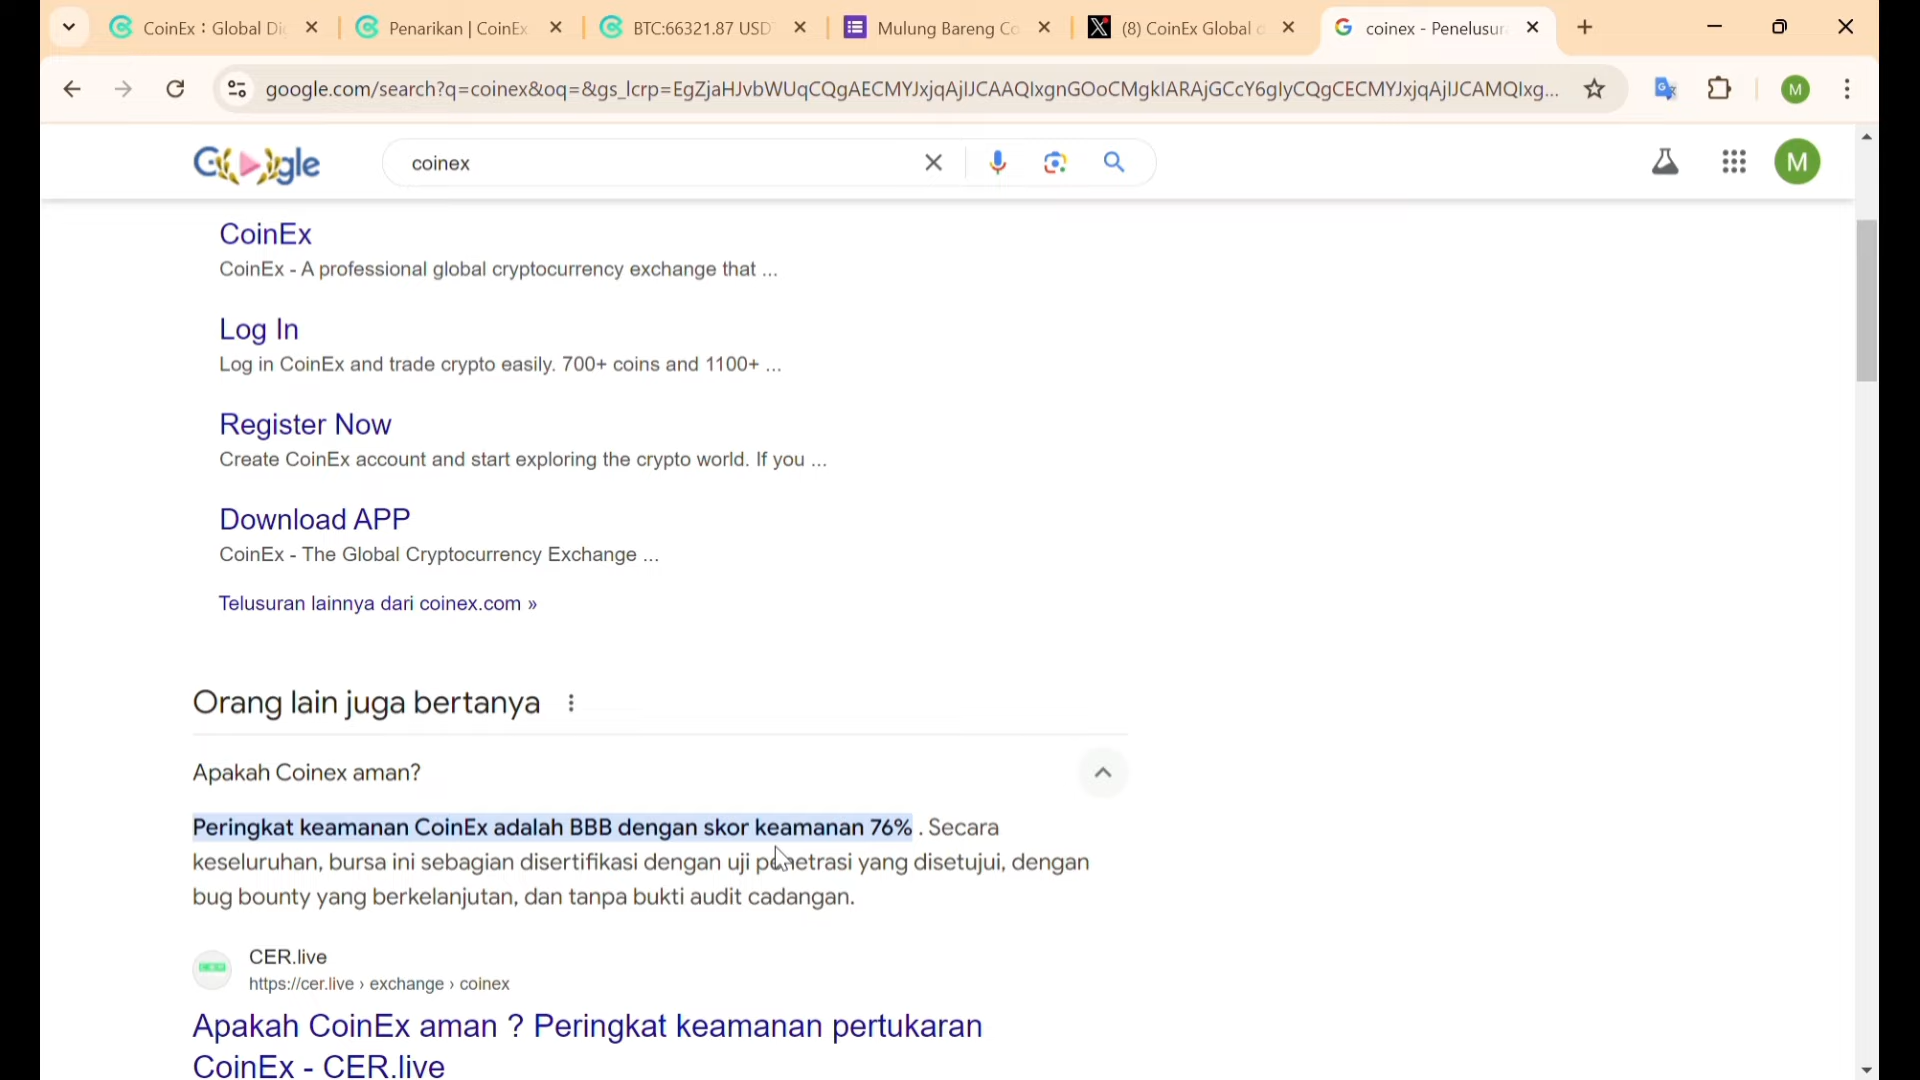 CoinEx : Global Di
Penarikan | CoinEx
BTC:66321.87 USD
Mulung Bareng Co
(8) CoinEx Global
coinex - Penelusur
google.com/search?q=coinex&oq=&gs_lcrp=EgZjaHJvbWUqCQgAECMYJxjqAjIJCAAQIxgnGOoCMgkIARAjGCcY6gIyCQgCECMYJxjqAjIJCAMQIxg...
M
Google
coinex
M
CoinEx
CoinEx - A professional global cryptocurrency exchange that ...
Log In
Log in CoinEx and trade crypto easily. 700+ coins and 1100+ ...
Register Now
Create CoinEx account and start exploring the crypto world. If you ...
Download APP
CoinEx - The Global Cryptocurrency Exchange ...
Telusuran lainnya dari coinex.com »
Orang lain juga bertanya
Apakah Coinex aman?
Peringkat keamanan CoinEx adalah BBB dengan skor keamanan 76% . Secara
keseluruhan, bursa ini sebagian disertifikasi dengan uji penetrasi yang disetujui, dengan
bug bounty yang berkelanjutan, dan tanpa bukti audit cadangan.
CER.live
https://cer.live › exchange › coinex
Apakah CoinEx aman ? Peringkat keamanan pertukaran
CoinEx - CER.live